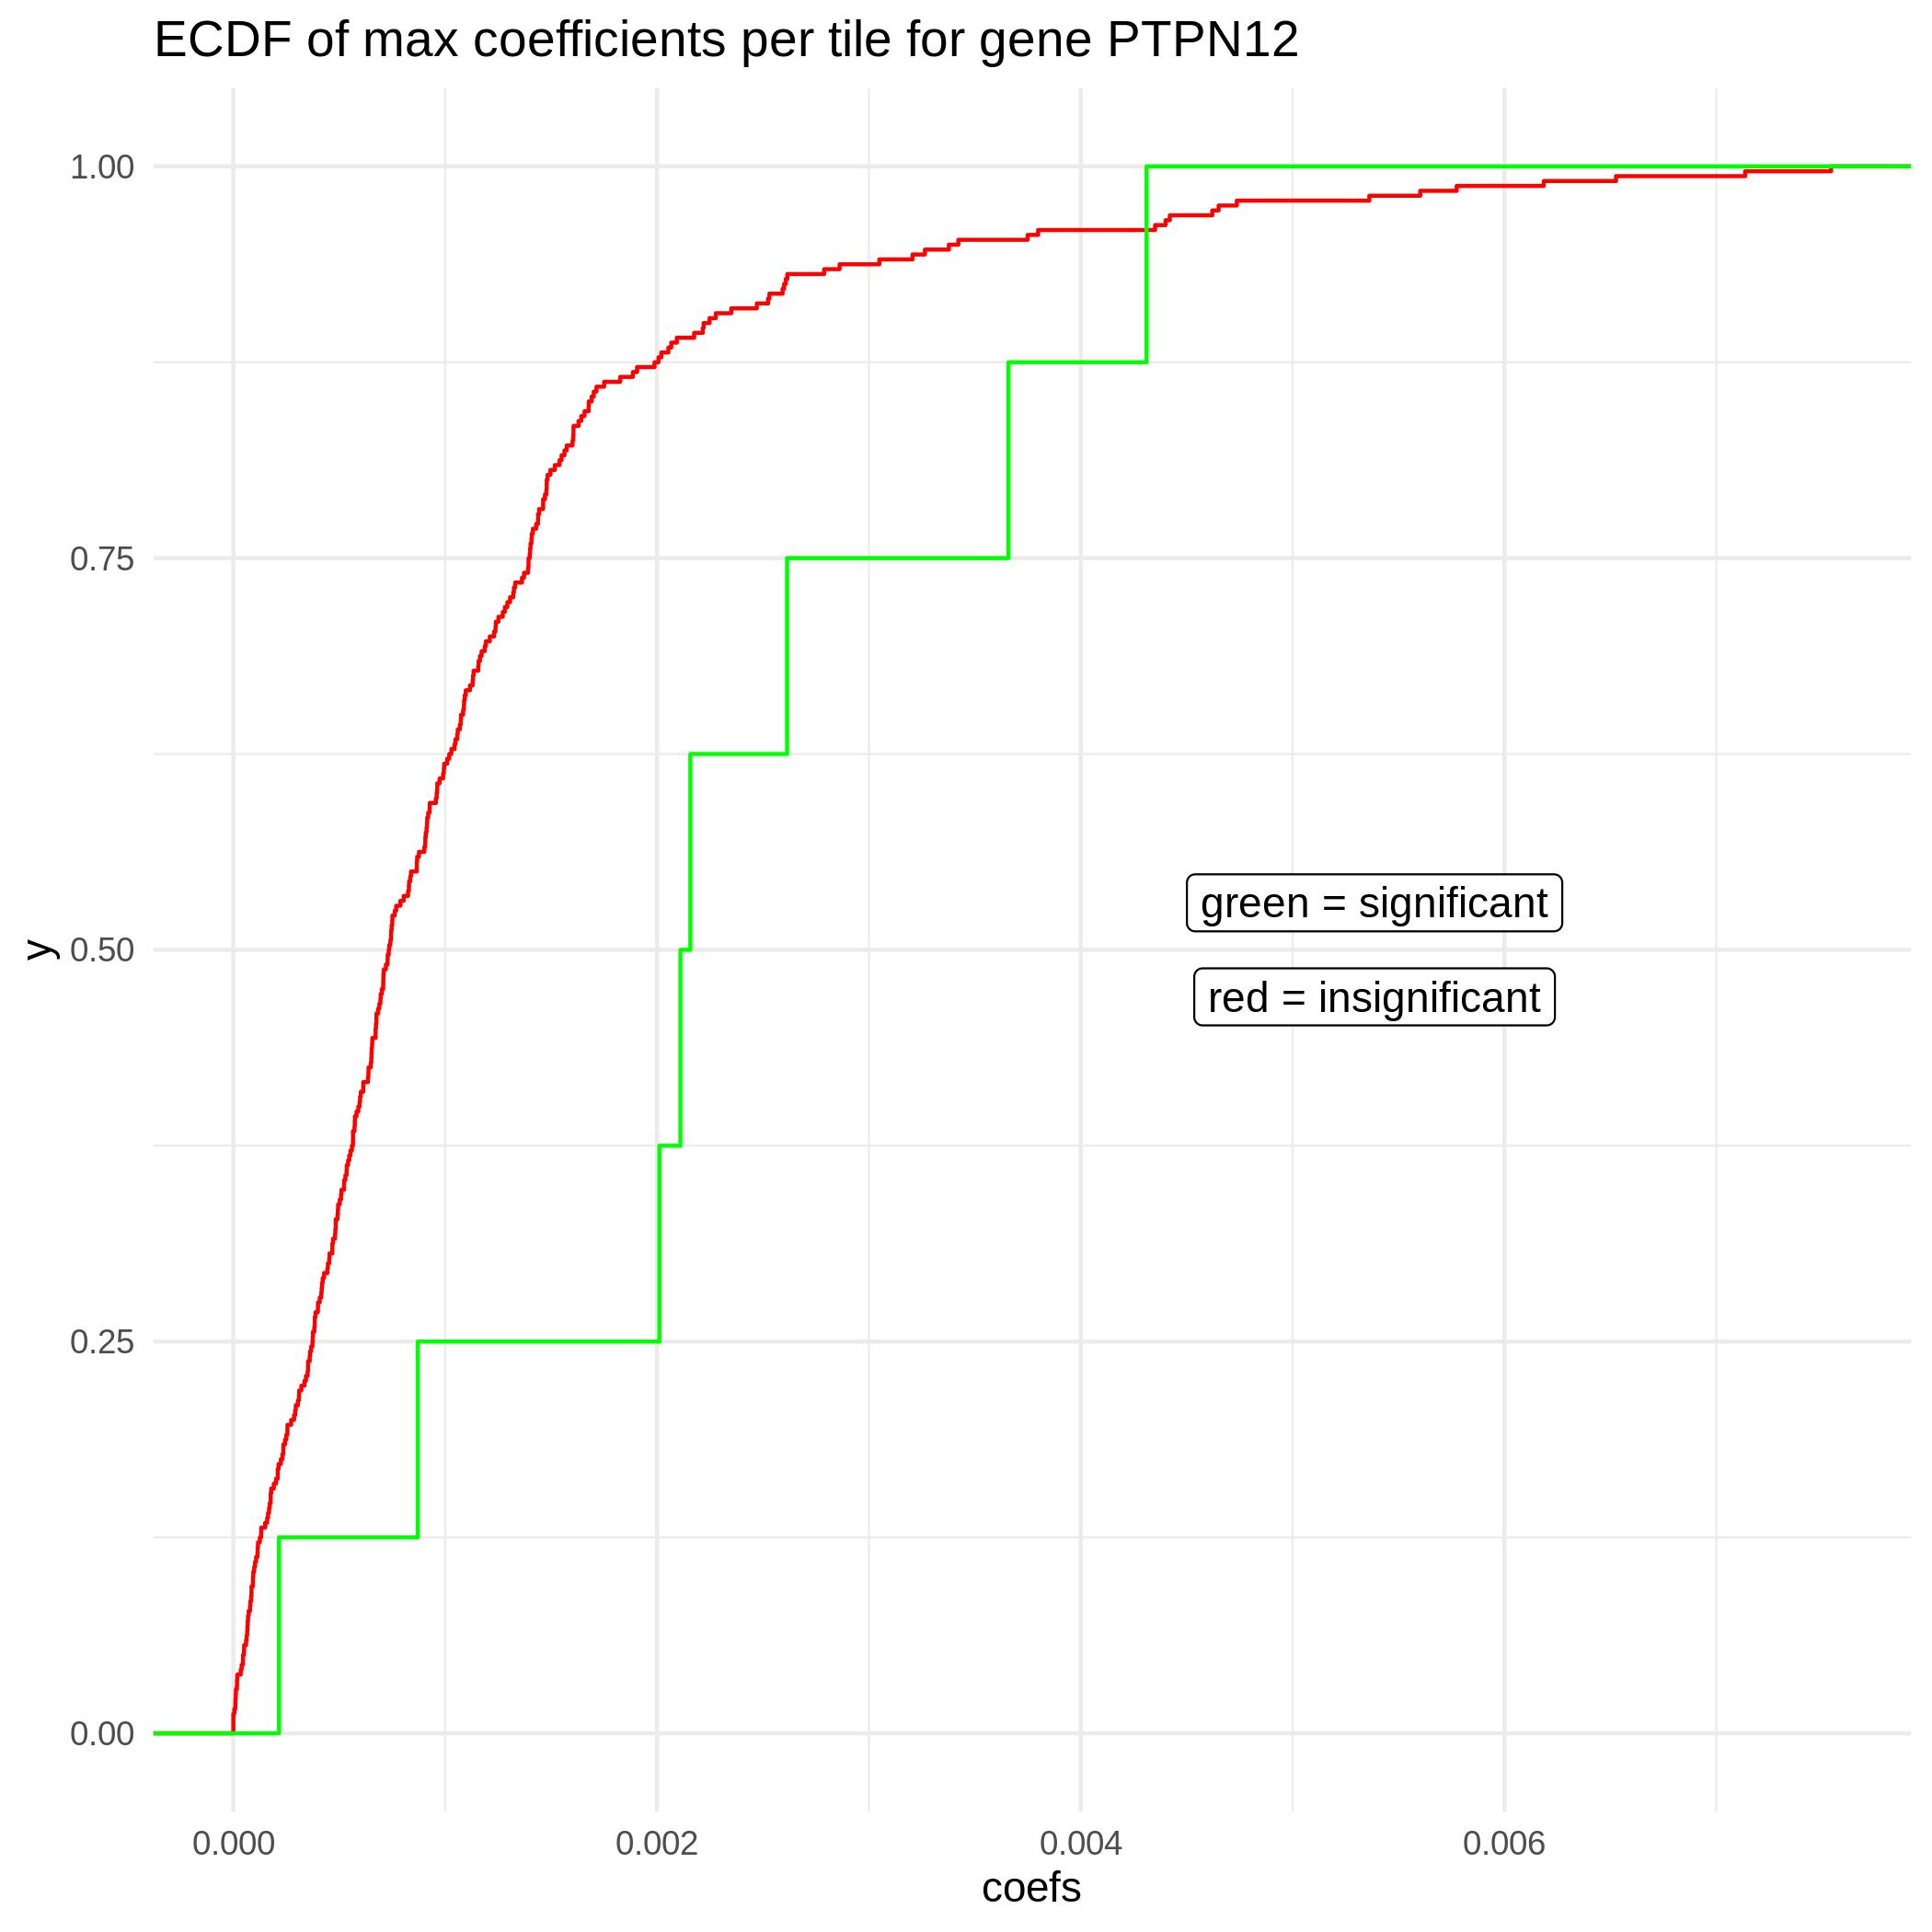 ECDF of max coefficients per tile for gene PTPN12
1.00
0.75
0.50
0.25
0.00
y
green = significant
red = insignificant
0.000 0.002 0.004 0.006
coefs